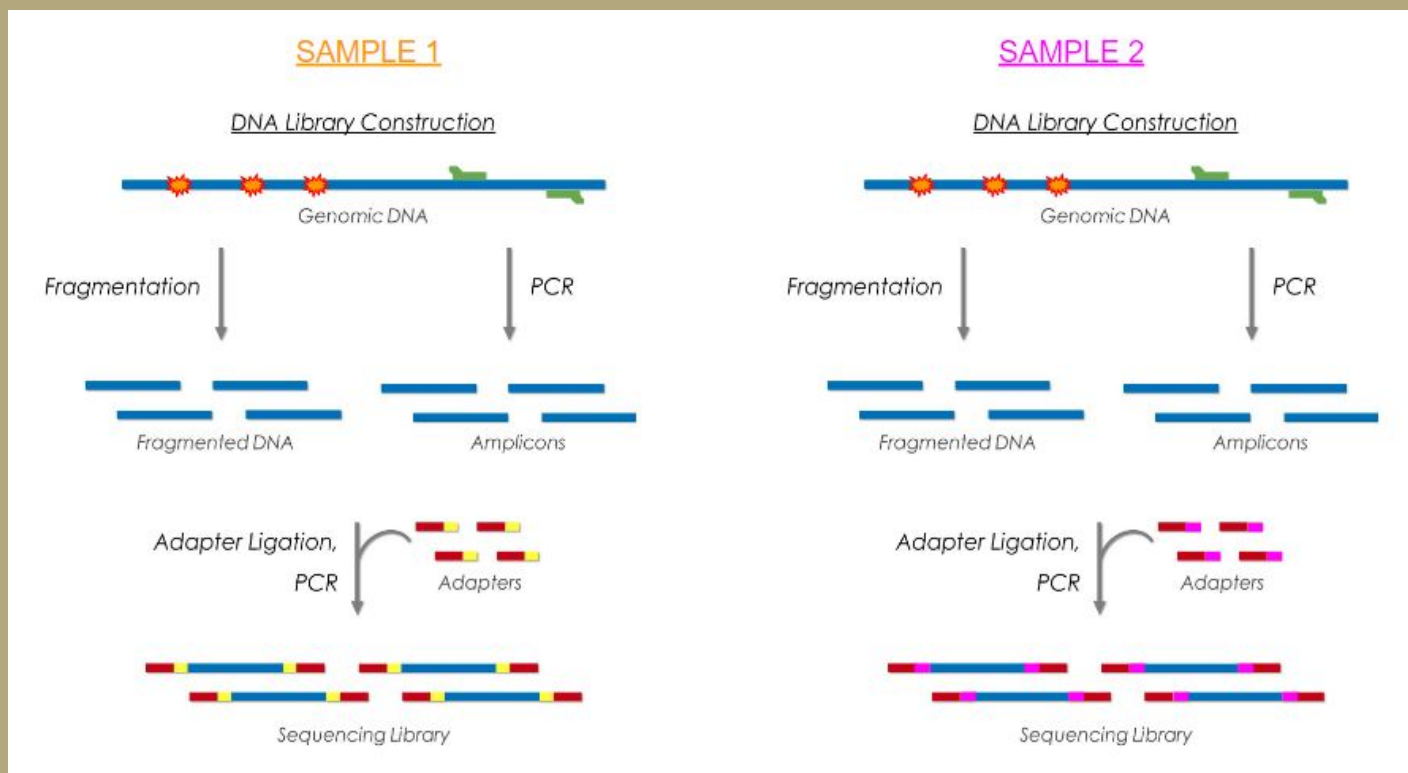 SAMPLE 1
DNA Library Construction
Genomic DNA
Fragmentation
PCR
Fragmented DNA
Amplicons
Adapter Ligation,
PCR
Adapters
Sequencing Library
SAMPLE 2
DNA Library Construction
Genomic DNA
Fragmentation
PCR
Fragmented DNA
Amplicons
Adapter Ligation,
PCR
Adapters
Sequencing Library